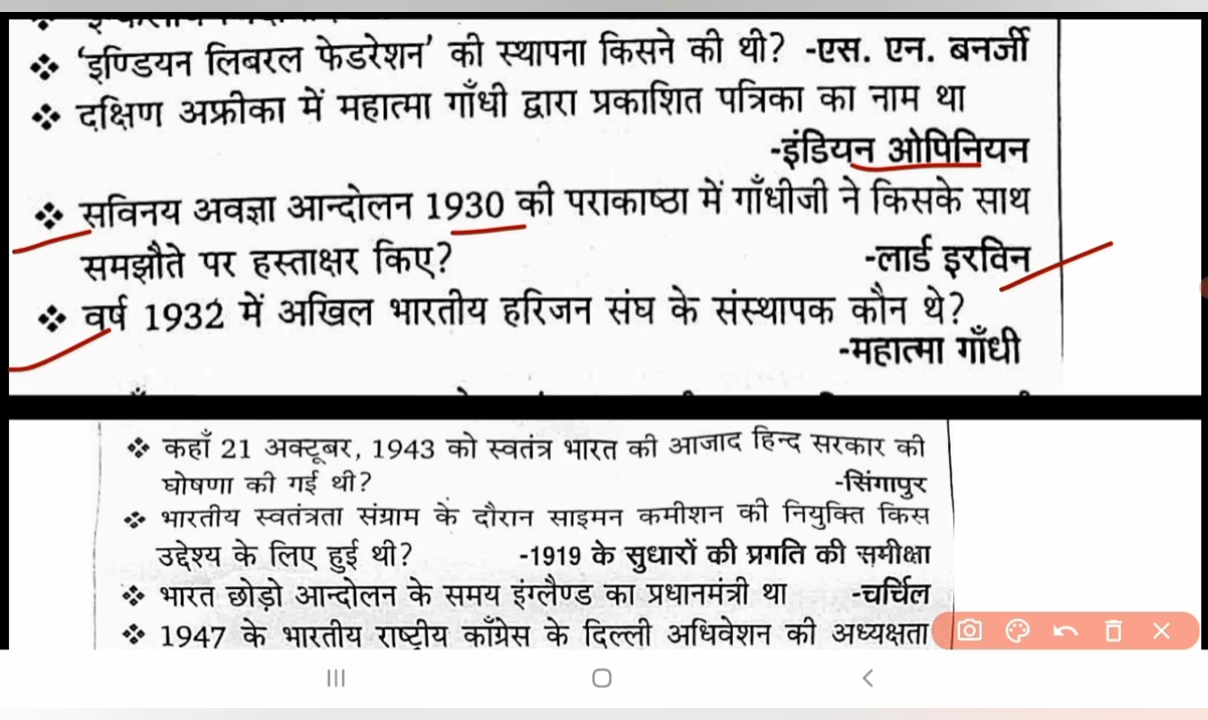 ❖ 'इण्डियन लिबरल फेडरेशन' की स्थापना किसने की थी? -एस. एन. बनर्जी
❖ दक्षिण अफ्रीका में महात्मा गाँधी द्वारा प्रकाशित पत्रिका का नाम था
-इंडियन ओपिनियन
❖ सविनय अवज्ञा आन्दोलन 1930 की पराकाष्ठा में गाँधीजी ने किसके साथ
समझौते पर हस्ताक्षर किए? -लार्ड इरविन
❖ वर्ष 1932 में अखिल भारतीय हरिजन संघ के संस्थापक कौन थे?
-महात्मा गाँधी
❖ कहाँ 21 अक्टूबर, 1943 को स्वतंत्र भारत की आजाद हिन्द सरकार की
घोषणा की गई थी? -सिंगापुर
❖ भारतीय स्वतंत्रता संग्राम के दौरान साइमन कमीशन की नियुक्ति किस
उद्देश्य के लिए हुई थी? -1919 के सुधारों की प्रगति की समीक्षा
❖ भारत छोड़ो आन्दोलन के समय इंग्लैण्ड का प्रधानमंत्री था -चर्चिल
❖ 1947 के भारतीय राष्ट्रीय काँग्रेस के दिल्ली अधिवेशन की अध्यक्षता